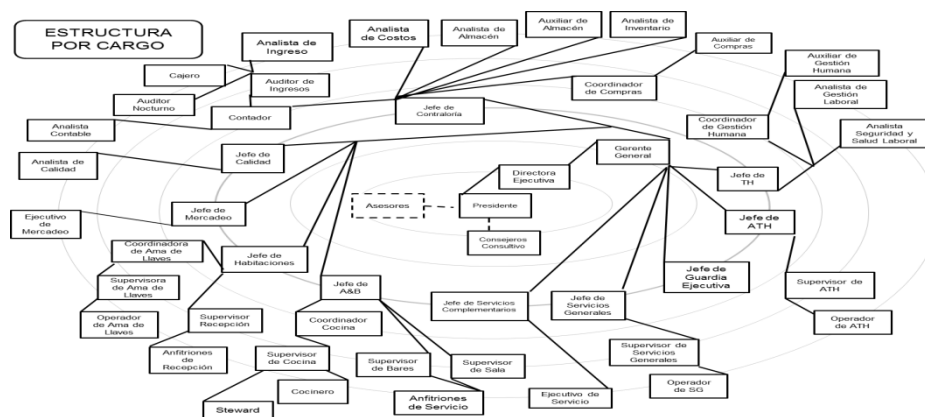 ESTRUCTURA
POR CARGO
Analista de
Ingreso
Analista
de Costos
Analista de
Almacén
Auxiliar de
Almacén
Analista de
Inventario
Auxiliar de
Compras
Auxiliar de
Gestión
Humana
Cajero
Auditor de
Ingresos
Coordinador
de Compras
Analista de
Gestión
Laboral
Auditor
Nocturno
Contador
Jefe de
Contraloría
Coordinador
de Gestión
Humana
Analista
Seguridad y
Salud Laboral
Analista
Contable
Jefe de
Calidad
Gerente
General
Analista de
Calidad
Directora
Ejecutiva
Jefe de
TH
Asesores
Presidente
Jefe de
Mercadeo
Ejecutivo
de
Mercadeo
Jefe de
ATH
Consejeros
Consultivo
Coordinadora
de Ama de
Llaves
Jefe de
Habitaciones
Jefe de
Guardia
Ejecutiva
Supervisora
de Ama de
Llaves
Jefe de
A&B
Supervisor
de ATH
Jefe de Servicios
Complementarios
Jefe de
Servicios
Generales
Operador
de Ama de
Llaves
Supervisor
Recepción
Coordinador
Cocina
Operador
de ATH
Anfitriones
de
Recepción
Supervisor
de Cocina
Supervisor
de Bares
Supervisor
de Sala
Supervisor de
Servicios
Generales
Operador
de SG
Cocinero
Anfitriones
de Servicio
Ejecutivo de
Servicio
Steward